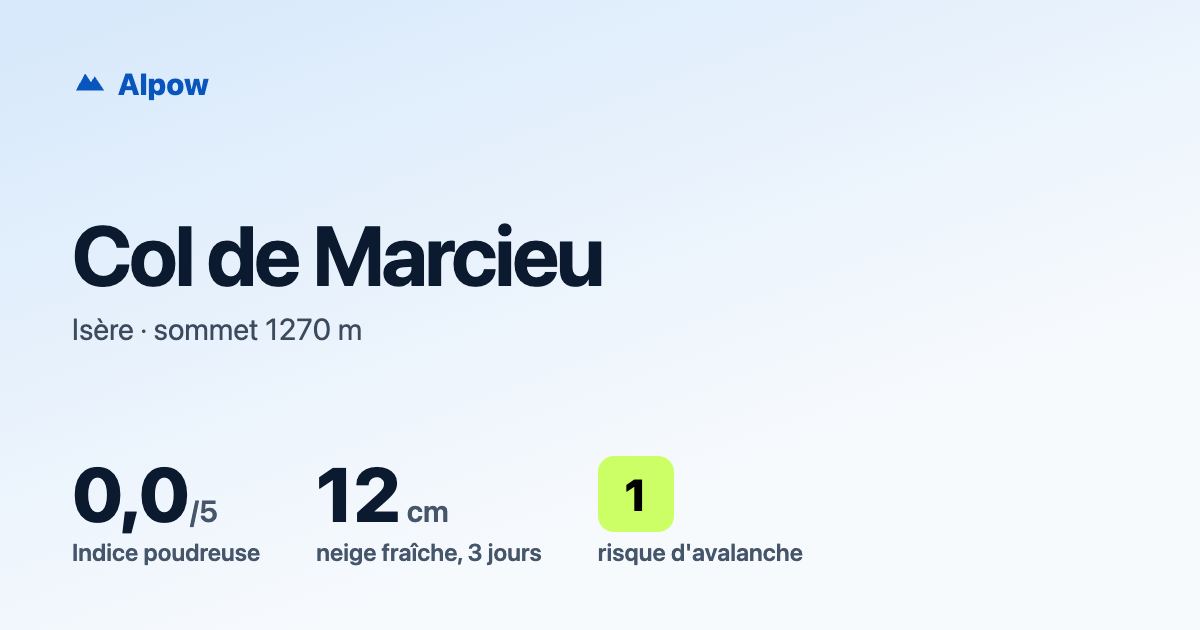 Alpow
Col de Marcieu
Isère · sommet 1270 m
0,0/5
Indice poudreuse
12 cm
neige fraîche, 3 jours
1
risque d'avalanche